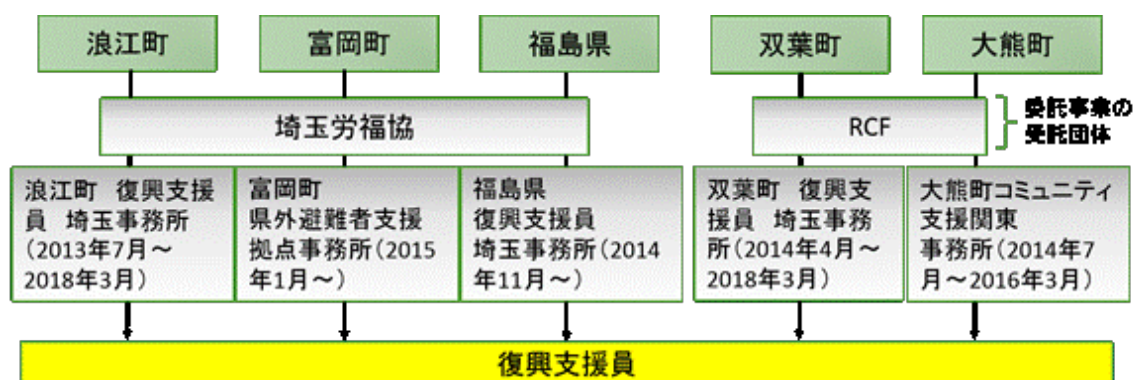 浪江町
富岡町
福島県
双葉町
大熊町
埼玉労福協
RCF
委託事業の
受託団体
浪江町 復興支援
員 埼玉事務所
(2013年7月～
2018年3月)
富岡町
県外避難者支援
拠点事務所(2015
年1月～)
福島県
復興支援員
埼玉事務所(2014
年11月～)
双葉町 復興支
援員 埼玉事務
所(2014年4月～
2018年3月)
大熊町コミュニティ
支援関東
事務所(2014年7
月～2016年3月)
復興支援員